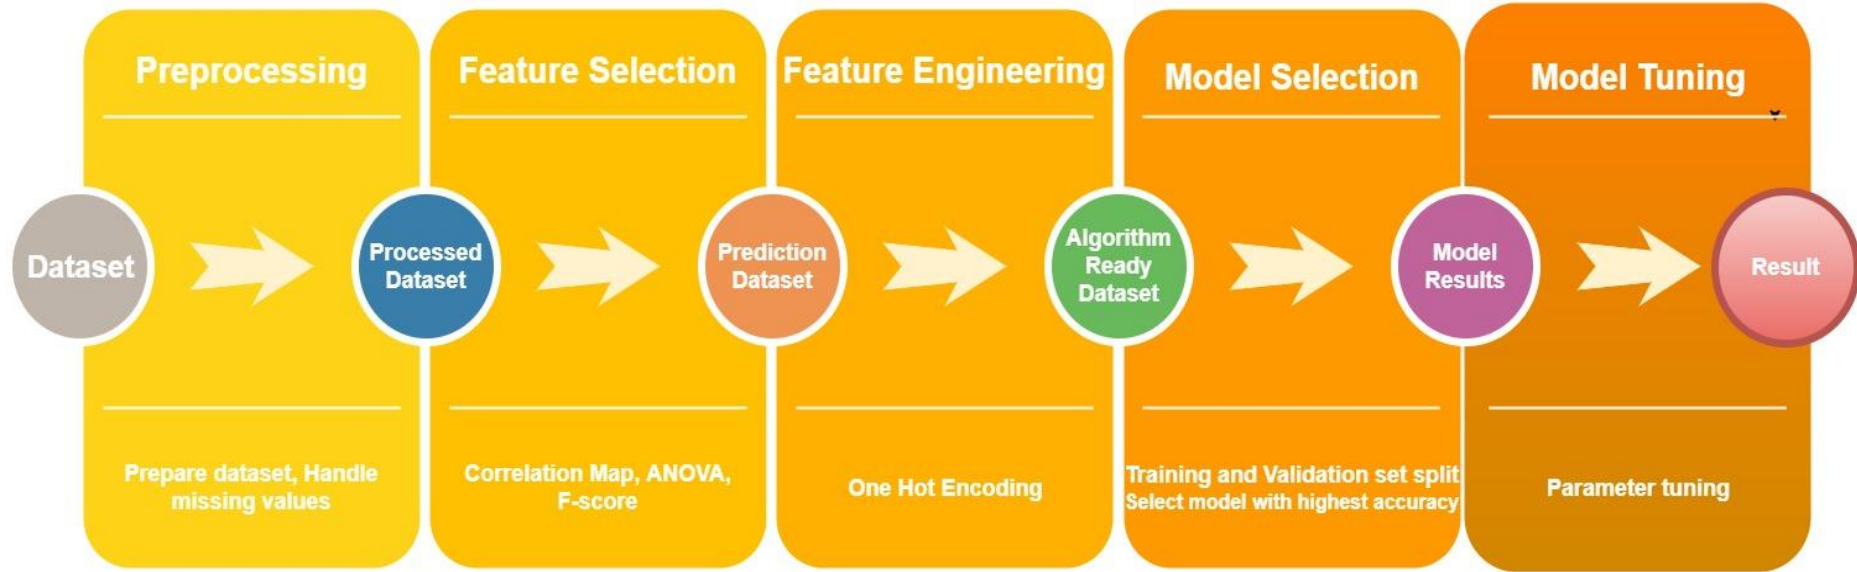 Preprocessing
Feature Selection
Feature Engineering
Model Selection
Model Tuning
Dataset
Processed
Dataset
Prediction
Dataset
Algorithm
Ready
Dataset
Model
Results
Result
Prepare dataset, Handle
missing values
Correlation Map, ANOVA,
F-score
One Hot Encoding
Training and Validation set split
Select model with highest accuracy
Parameter tuning